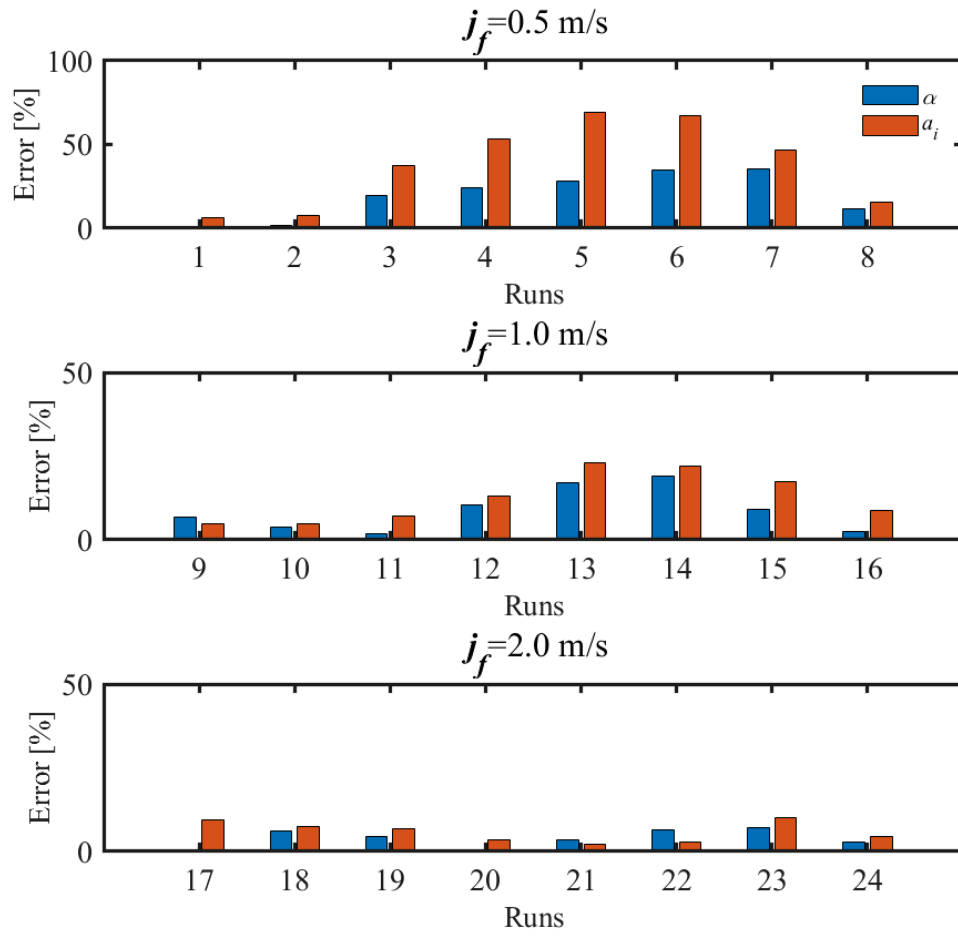 j_f=0.5 m/s
Error [%]
100
50
0
α
a_i
1 2 3 4 5 6 7 8
Runs
j_f=1.0 m/s
Error [%]
50
0
9 10 11 12 13 14 15 16
Runs
j_f=2.0 m/s
Error [%]
50
0
17 18 19 20 21 22 23 24
Runs